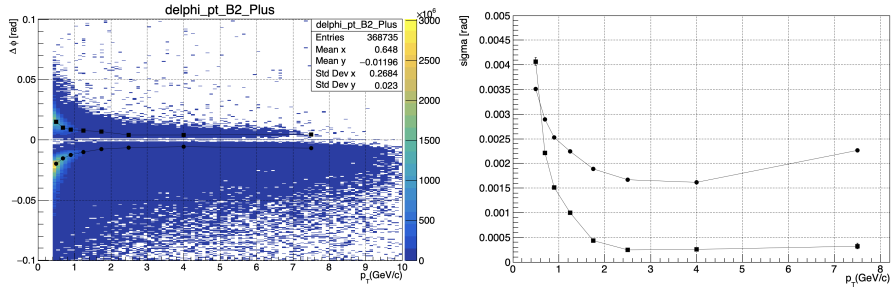 delphi_pt_B2_Plus
×10⁶
Δ ϕ [rad]
0.1
0.05
0
−0.05
−0.1
0 1 2 3 4 5 6 7 8 9 10
p_T(GeV/c)
delphi_pt_B2_Plus
Entries 368735
Mean x 0.648
Mean y −0.01196
Std Dev x 0.2684
Std Dev y 0.023
3000
2500
2000
1500
1000
500
0
sigma [rad]
0.005
0.0045
0.004
0.0035
0.003
0.0025
0.002
0.0015
0.001
0.0005
0
0 1 2 3 4 5 6 7 8
p_T(GeV/c)